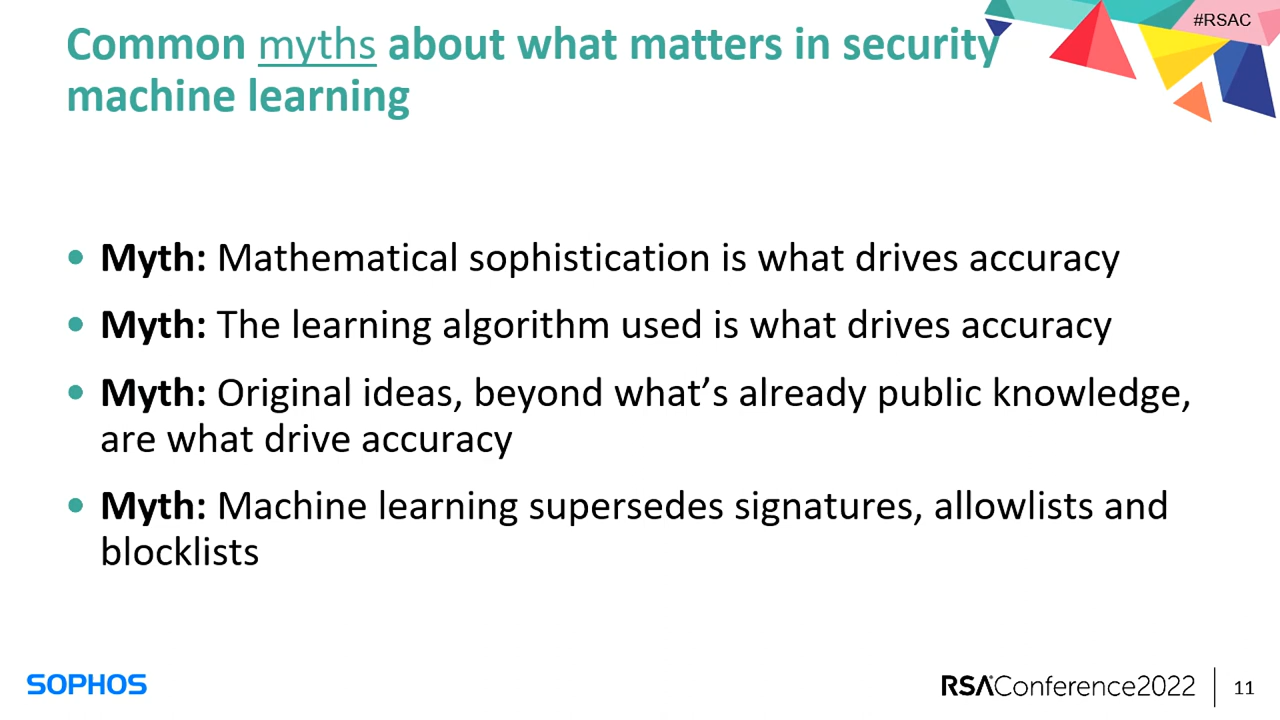 #RSAC
Common myths about what matters in security
machine learning
• Myth: Mathematical sophistication is what drives accuracy
• Myth: The learning algorithm used is what drives accuracy
• Myth: Original ideas, beyond what’s already public knowledge,
are what drive accuracy
• Myth: Machine learning supersedes signatures, allowlists and
blocklists
SOPHOS
RSAConference2022
11